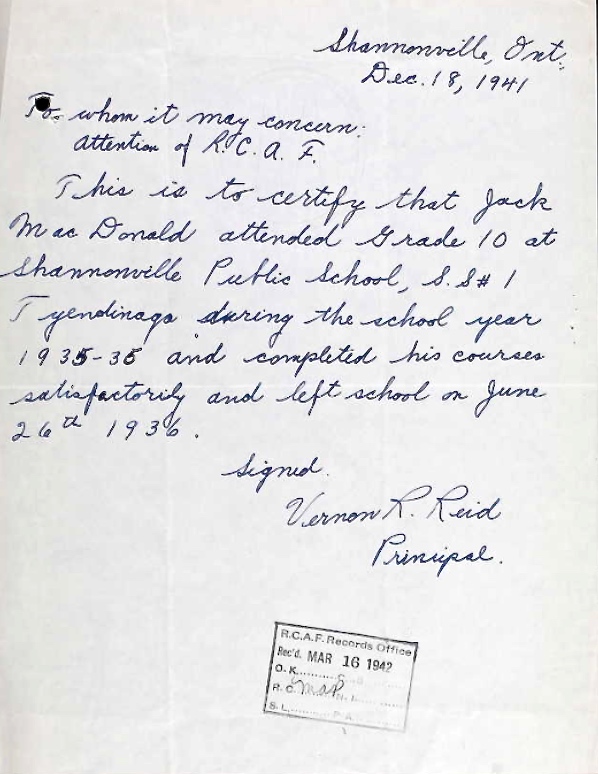 Shannonville, Ont.
Dec. 18, 1941
To whom it may concern:
attention of R.C.A.F.
This is to certify that Jack
MacDonald attended Grade 10 at
Shannonville Public School, S.S#1
Tyendinaga during the school year
1935-35 and completed his courses
satisfactorily and left school on June
26th 1936.
Signed.
Vernon R. Reid
Principal.
R.C.A.F. Records Office
Rec'd. MAR 16 1942
O.K.
R.C.
S.L.